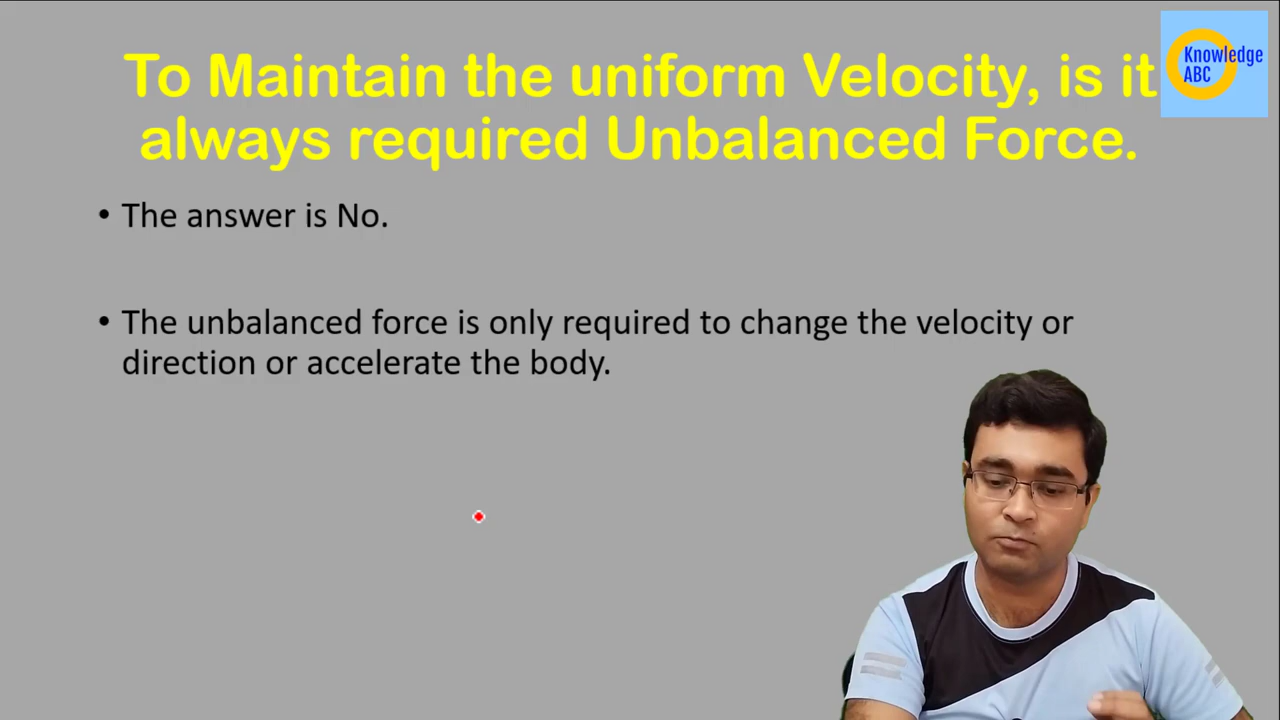 To Maintain the uniform Velocity, is it
always required Unbalanced Force.
Knowledge
ABC
• The answer is No.
• The unbalanced force is only required to change the velocity or
direction or accelerate the body.